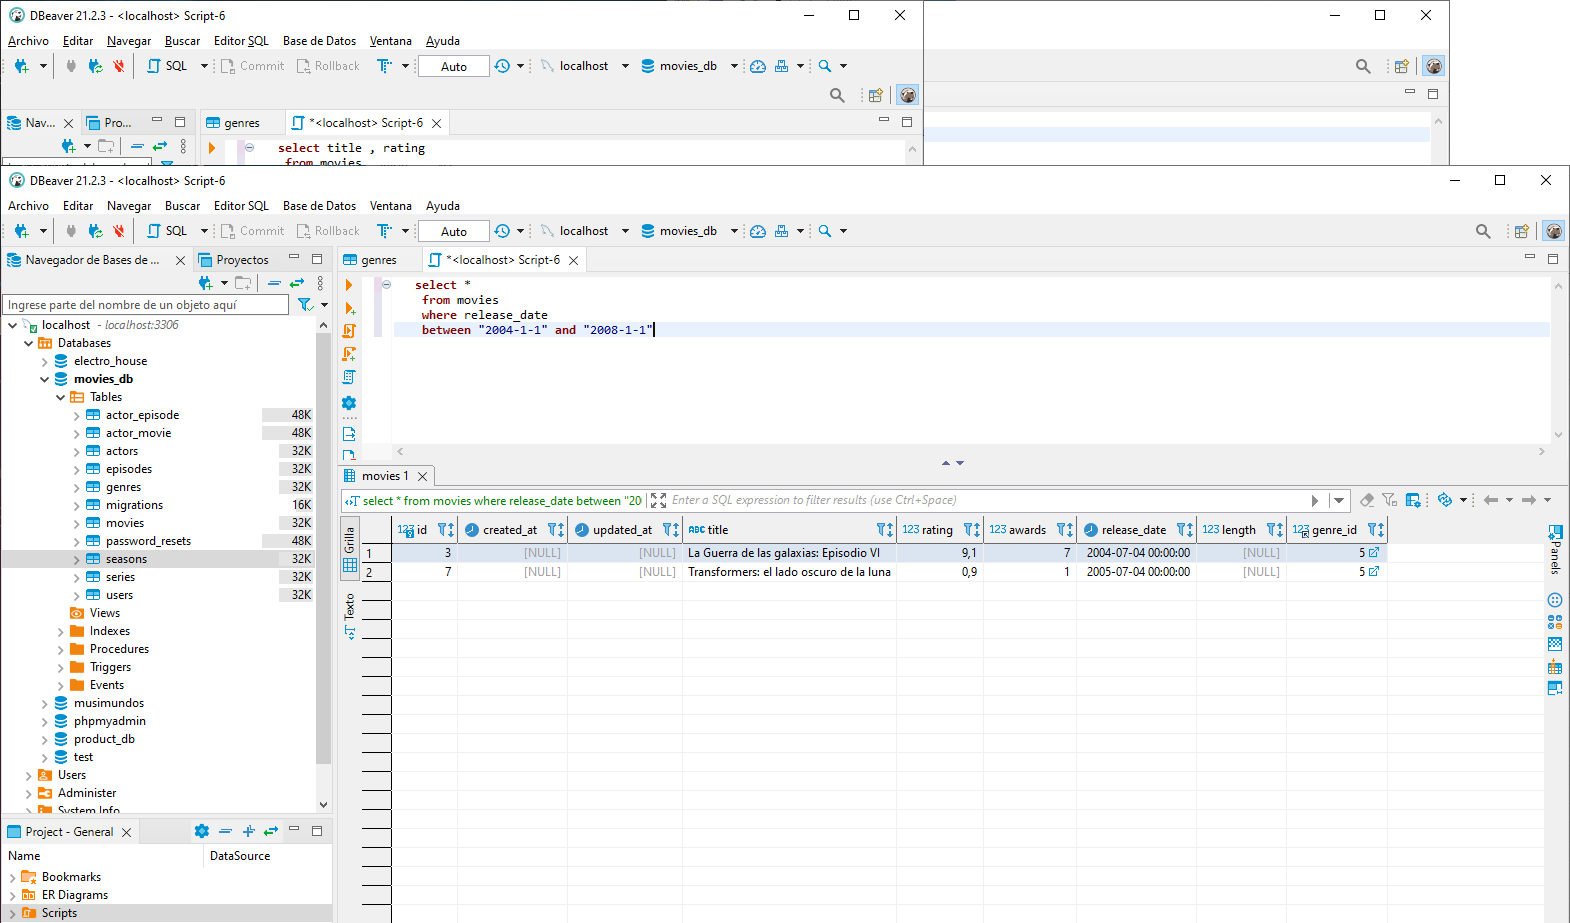 DBeaver 21.2.3 - <localhost> Script-6
Archivo Editar Navegar Buscar Editor SQL Base de Datos Ventana Ayuda
SQL Commit Rollback Auto localhost movies_db
Nav... Pro... genres *<localhost> Script-6
select title , rating
from movies
DBeaver 21.2.3 - <localhost> Script-6
Archivo Editar Navegar Buscar Editor SQL Base de Datos Ventana Ayuda
SQL Commit Rollback Auto localhost movies_db
Navegador de Bases de ... Proyectos
Ingrese parte del nombre de un objeto aquí
localhost - localhost:3306
Databases
electro_house
movies_db
Tables
actor_episode 48K
actor_movie 48K
actors 32K
episodes 32K
genres 32K
migrations 16K
movies 32K
password_resets 48K
seasons 32K
series 32K
users 32K
Views
Indexes
Procedures
Triggers
Events
musimundos
phpmyadmin
product_db
test
Users
Administer
System Info
Project - General
Name DataSource
Bookmarks
ER Diagrams
Scripts
genres *<localhost> Script-6
select *
from movies
where release_date
between "2004-1-1" and "2008-1-1"
movies 1
select * from movies where release_date between "20 Enter a SQL expression to filter results (use Ctrl+Space)
Grilla
Texto
123 id created_at updated_at ABC title 123 rating 123 awards release_date 123 length 123 genre_id
1 3 [NULL] [NULL] La Guerra de las galaxias: Episodio VI 9,1 7 2004-07-04 00:00:00 [NULL] 5
2 7 [NULL] [NULL] Transformers: el lado oscuro de la luna 0,9 1 2005-07-04 00:00:00 [NULL] 5
Panels